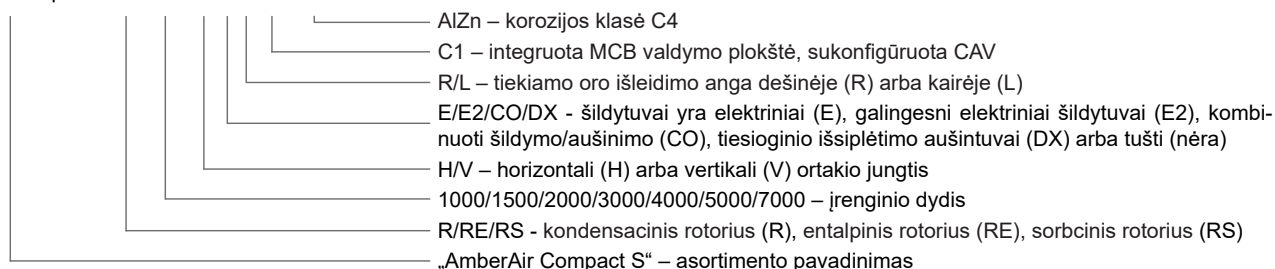 AlZn – korozijos klasė C4
C1 – integruota MCB valdymo plokštė, sukonfigūruota CAV
R/L – tiekiamo oro išleidimo anga dešinėje (R) arba kairėje (L)
E/E2/CO/DX - šildytuvai yra elektriniai (E), galingesni elektriniai šildytuvai (E2), kombi-
nuoti šildymo/aušinimo (CO), tiesioginio išsiplėtimo aušintuvai (DX) arba tušti (nėra)
H/V – horizontali (H) arba vertikali (V) ortakio jungtis
1000/1500/2000/3000/4000/5000/7000 – įrenginio dydis
R/RE/RS - kondensacinis rotorius (R), entalpinis rotorius (RE), sorbcinis rotorius (RS)
„AmberAir Compact S“ – asortimento pavadinimas